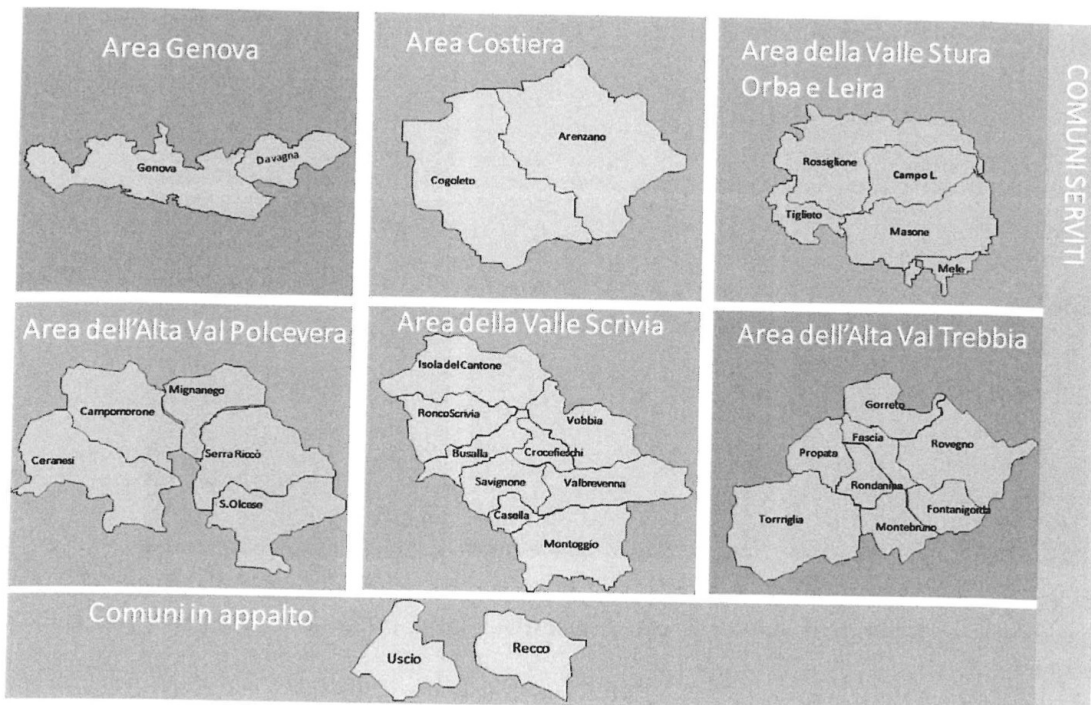 Area Genova
Genova
Davagna
Area Costiera
Arenzano
Cogoleto
Area della Valle Stura
Orba e Leira
Rossiglione
Campo L.
Tiglieto
Masone
Mele
COMUNI SERVITI
Area dell'Alta Val Polcevera
Mignanego
Campomorone
Ceranesi
Serra Riccò
S.Olcese
Area della Valle Scrivia
Isola del Cantone
RoncoScrivia
Vobbia
Busalla
Crocefieschi
Savignone
Valbrevenna
Casella
Montoggio
Area dell'Alta Val Trebbia
Gorreto
Fascia
Rovegno
Propata
Rondanina
Fontanigorda
Torrriglia
Montebruno
Comuni in appalto
Uscio
Recco